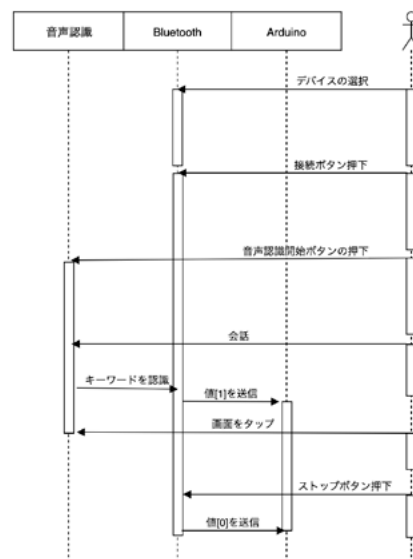 音声認識
Bluetooth
Arduino
デバイスの選択
接続ボタン押下
音声認識開始ボタンの押下
会話
キーワードを認識
値[1]を送信
画面をタップ
ストップボタン押下
値[0]を送信